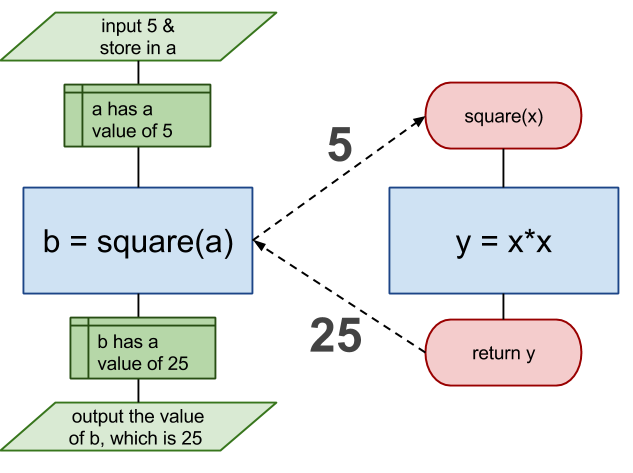 input 5 &
store in a
a has a
value of 5
b = square(a)
b has a
value of 25
output the value
of b, which is 25
5
25
square(x)
y = x*x
return y